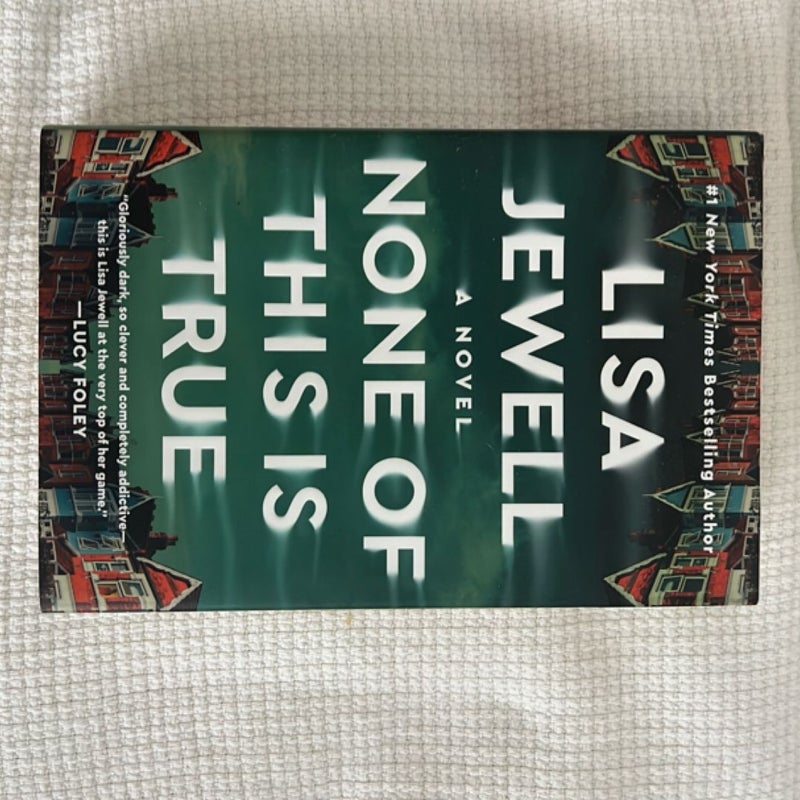 #1 New York Times Bestselling Author
LISA
JEWELL
A NOVEL
NONE OF
THIS IS
TRUE
"Gloriously dark, so clever and completely addictive—
this is Lisa Jewell at the very top of her game."
—LUCY FOLEY